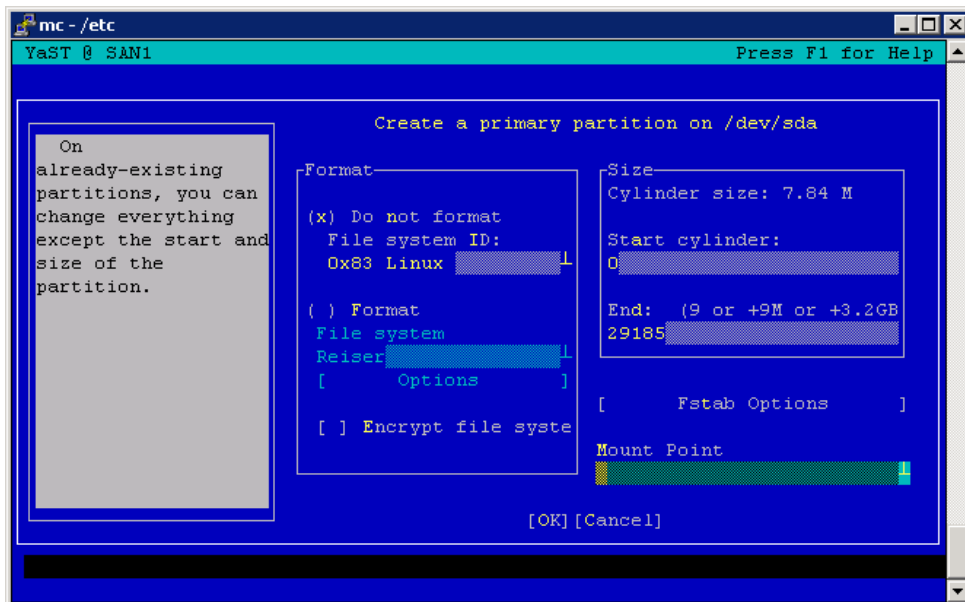 mc - /etc
YaST @ SAN1 Press F1 for Help
Create a primary partition on /dev/sda
On
already-existing
partitions, you can
change everything
except the start and
size of the
partition.
Format
(x) Do not format
File system ID:
0x83 Linux
( ) Format
File system
Reiser
[ Options ]
[ ] Encrypt file syste
Size
Cylinder size: 7.84 M
Start cylinder:
0
End: (9 or +9M or +3.2GB
29185
[ Fstab Options ]
Mount Point
[OK][Cancel]